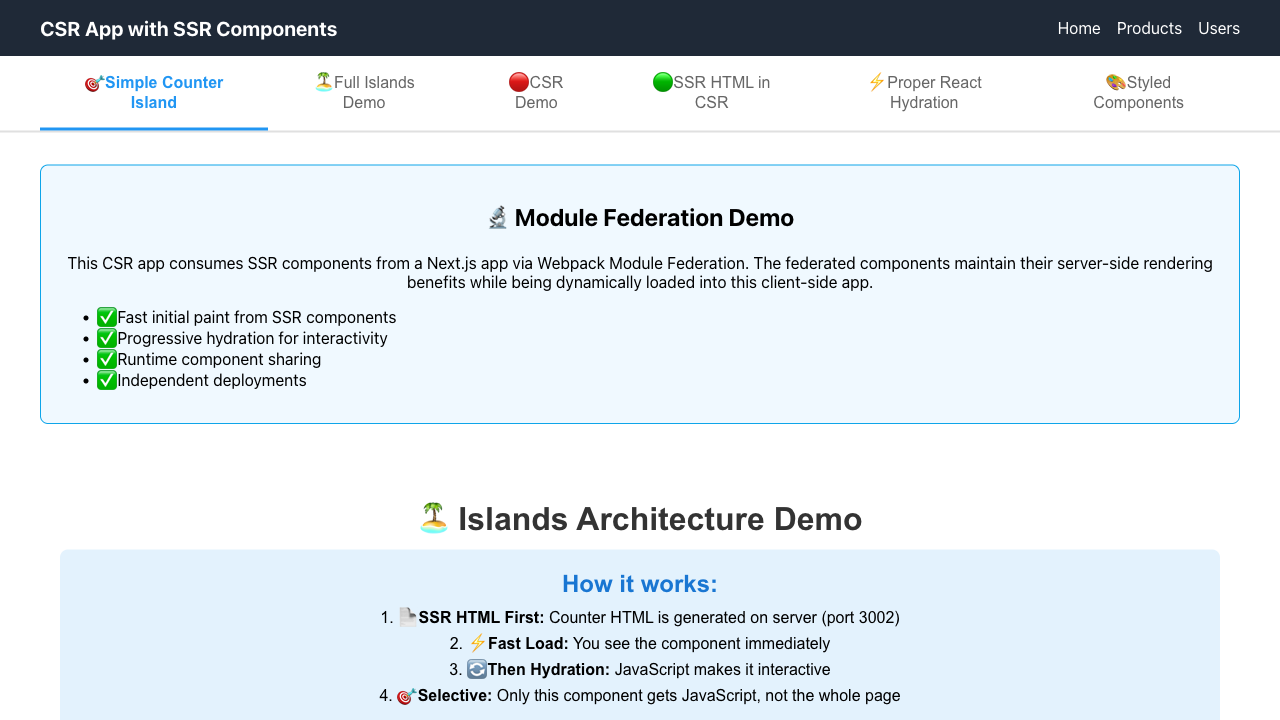 CSR App with SSR Components
Home Products Users
🎯Simple Counter
Island
🏝️Full Islands
Demo
🔴CSR
Demo
🟢SSR HTML in
CSR
⚡Proper React
Hydration
🎨Styled
Components
🔬 Module Federation Demo
This CSR app consumes SSR components from a Next.js app via Webpack Module Federation. The federated components maintain their server-side rendering
benefits while being dynamically loaded into this client-side app.
• ✅Fast initial paint from SSR components
• ✅Progressive hydration for interactivity
• ✅Runtime component sharing
• ✅Independent deployments
🏝️ Islands Architecture Demo
How it works:
1. 📄SSR HTML First: Counter HTML is generated on server (port 3002)
2. ⚡Fast Load: You see the component immediately
3. 🔄Then Hydration: JavaScript makes it interactive
4. 🎯Selective: Only this component gets JavaScript, not the whole page